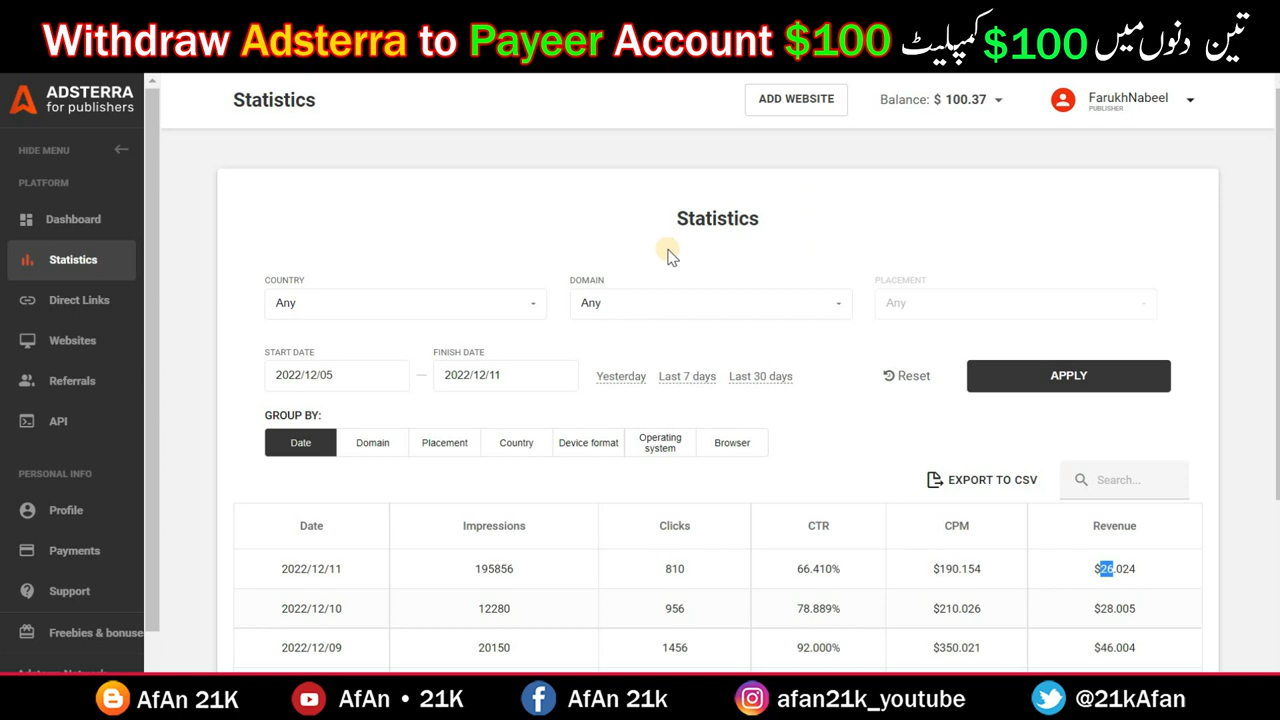 Withdraw Adsterra to Payeer Account $100 تین دنوں میں $100 کمپلیٹ
ADSTERRA
for publishers
Statistics
ADD WEBSITE
Balance: $ 100.37
FarukhNabeel
PUBLISHER
HIDE MENU
PLATFORM
Dashboard
Statistics
Direct Links
Websites
Referrals
API
PERSONAL INFO
Profile
Payments
Support
Freebies & bonuse
Statistics
COUNTRY DOMAIN PLACEMENT
Any Any Any
START DATE FINISH DATE
2022/12/05 — 2022/12/11 Yesterday Last 7 days Last 30 days Reset APPLY
GROUP BY:
Date Domain Placement Country Device format Operating system Browser
EXPORT TO CSV Search...
Date Impressions Clicks CTR CPM Revenue
2022/12/11 195856 810 66.410% $190.154 $26.024
2022/12/10 12280 956 78.889% $210.026 $28.005
2022/12/09 20150 1456 92.000% $350.021 $46.004
AfAn 21K AfAn • 21K AfAn 21k afan21k_youtube @21kAfan